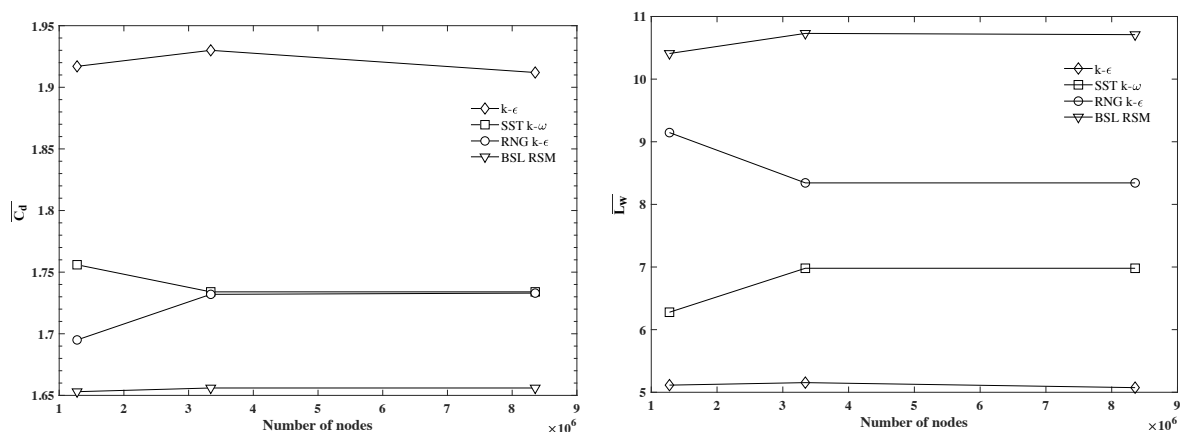 1.95
1.9
1.85
1.8
1.75
1.7
1.65
C_d
1 2 3 4 5 6 7 8 9
Number of nodes
×10^6
k-ϵ
SST k-ω
RNG k-ϵ
BSL RSM
11
10
9
8
7
6
5
L_w
1 2 3 4 5 6 7 8 9
Number of nodes
×10^6
k-ϵ
SST k-ω
RNG k-ϵ
BSL RSM